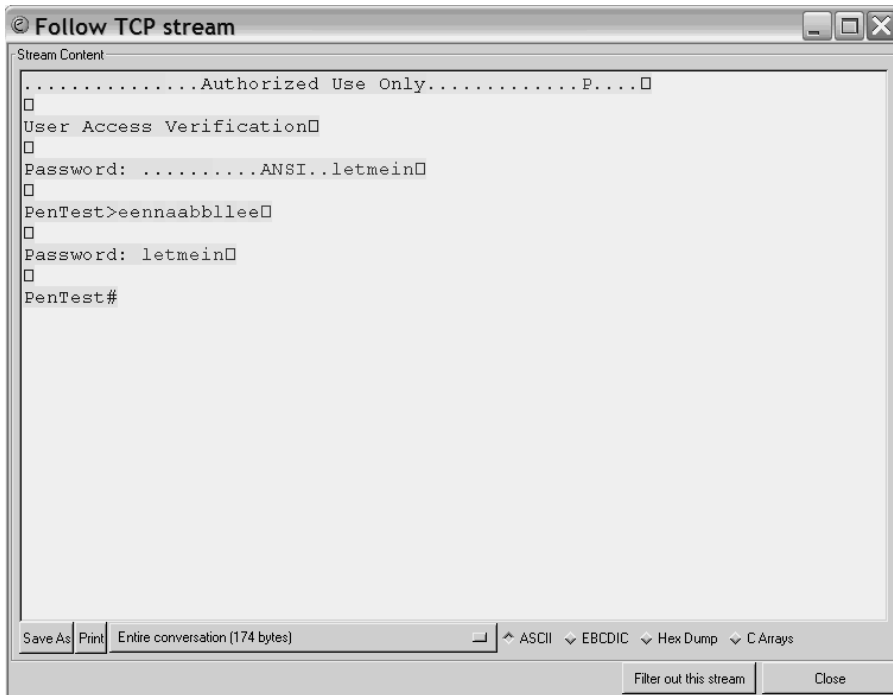 Follow TCP stream
Stream Content
...............Authorized Use Only.............P....□
□
User Access Verification□
□
Password: ..........ANSI..letmein□
□
PenTest>eennaabbllee□
□
Password: letmein□
□
PenTest#
Save As Print Entire conversation (174 bytes) ASCII EBCDIC Hex Dump C Arrays
Filter out this stream Close